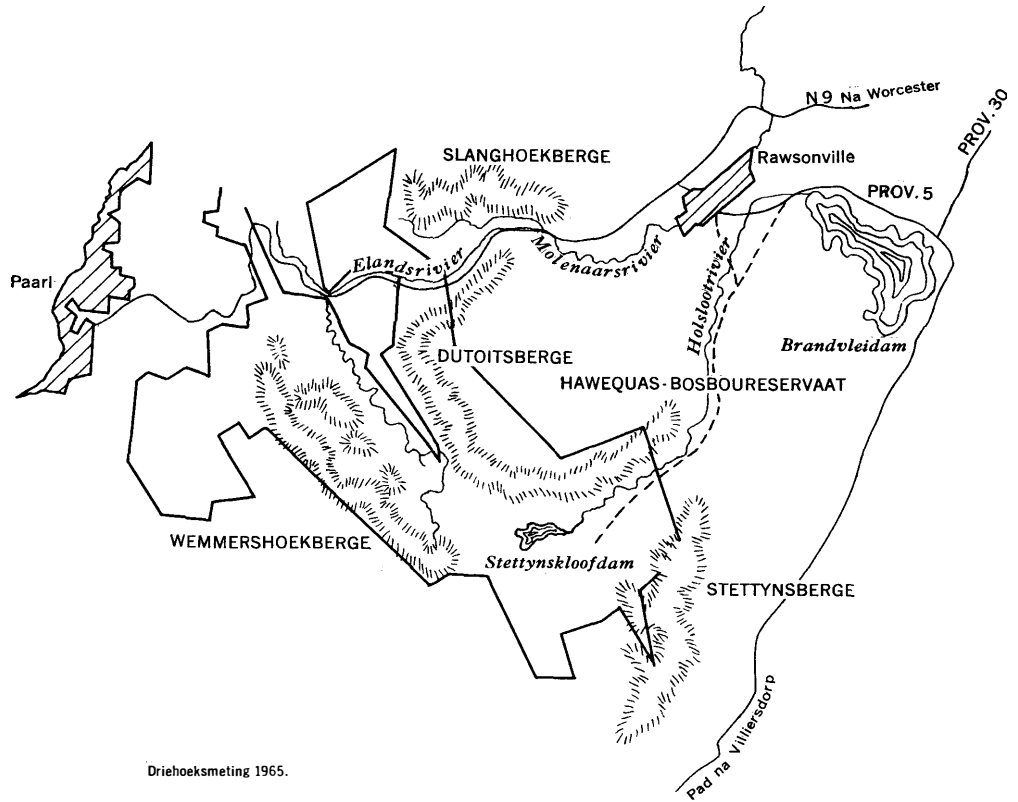 N9 Na Worcester
PROV. 30
SLANGHOEKBERGE
Rawsonville
PROV. 5
Paarl
Elandsrivier
Molenaarsrivier
Holslootrivier
Brandvleidam
DUTOITSBERGE
HAWEQUAS-BOSBOURESERVAAT
WEMMERSHOEKBERGE
Stettynskloofdam
STETTYNSBERGE
Pad na Villiersdorp
Driehoeksmeting 1965.